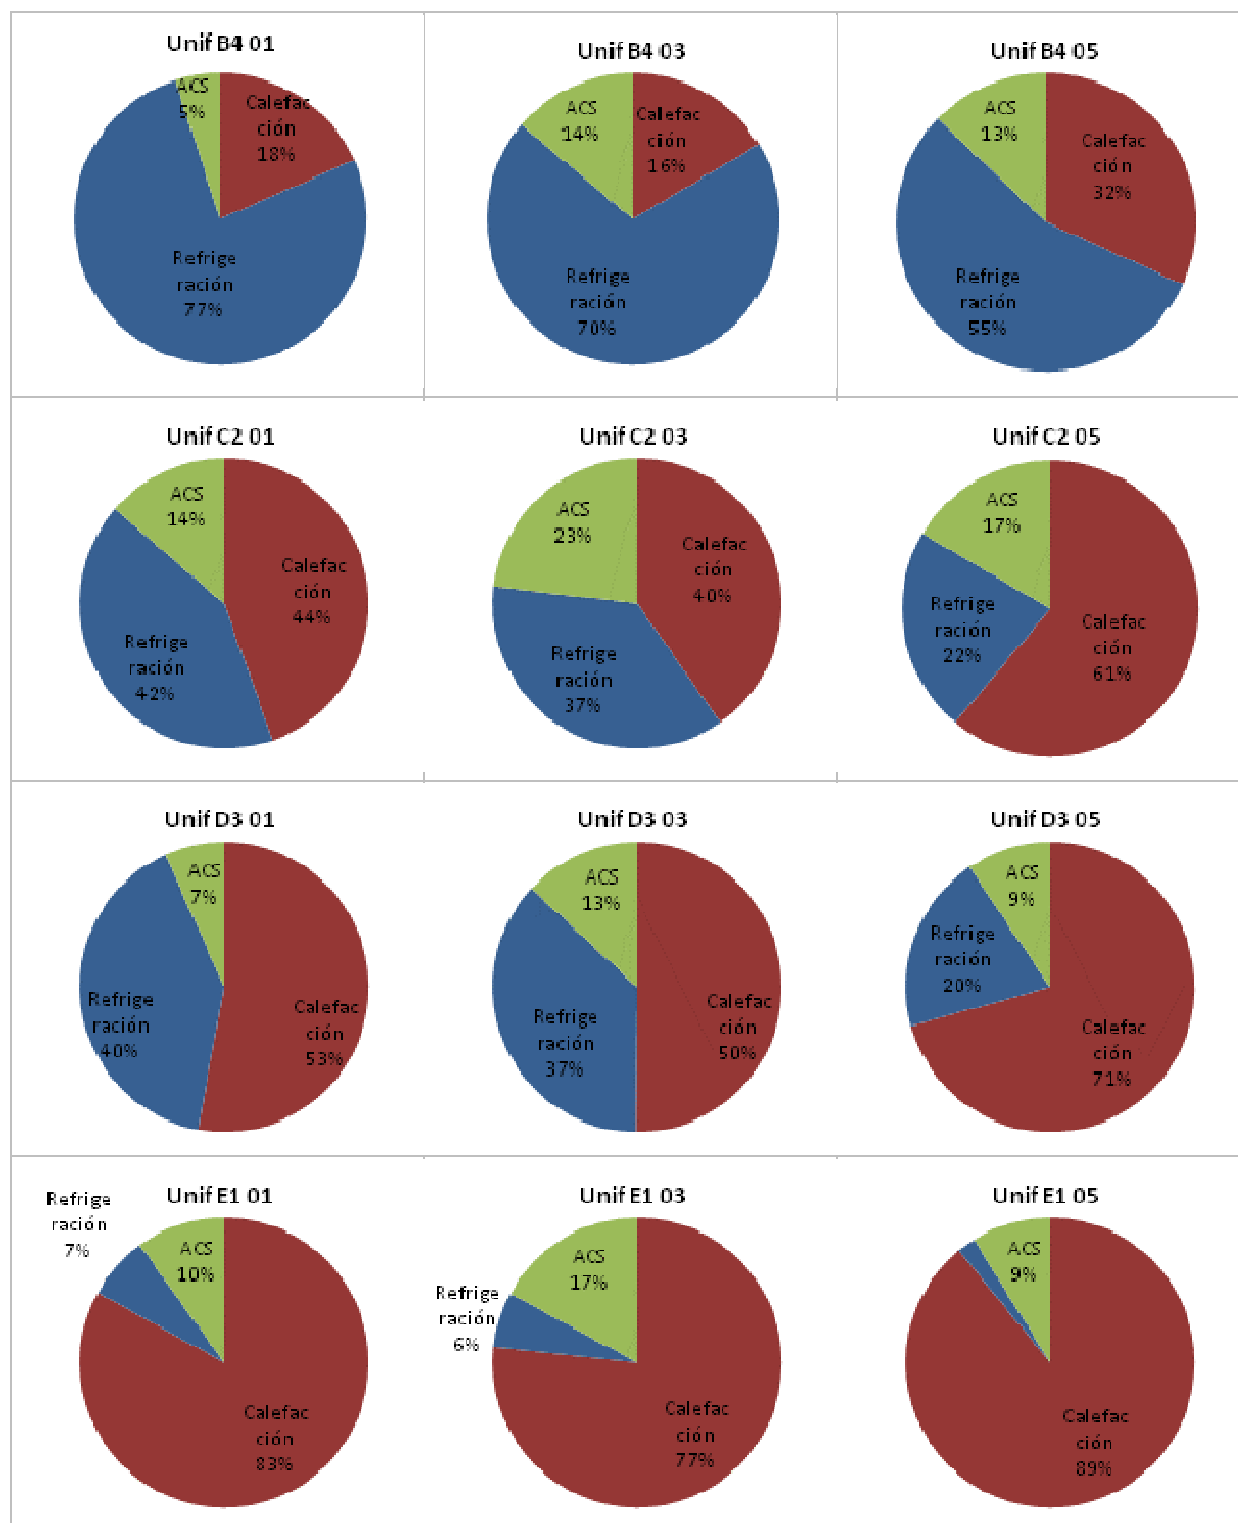 Unif B4 01
ACS
5%
Calefac
ción
18%
Refrige
ración
77%
Unif B4 03
ACS
14%
Calefac
ción
16%
Refrige
ración
70%
Unif B4 05
ACS
13%
Calefac
ción
32%
Refrige
ración
55%
Unif C2 01
ACS
14%
Calefac
ción
44%
Refrige
ración
42%
Unif C2 03
ACS
23%
Calefac
ción
40%
Refrige
ración
37%
Unif C2 05
ACS
17%
Refrige
ración
22%
Calefac
ción
61%
Unif D3 01
ACS
7%
Refrige
ración
40%
Calefac
ción
53%
Unif D3 03
ACS
13%
Calefac
ción
50%
Refrige
ración
37%
Unif D3 05
ACS
9%
Refrige
ración
20%
Calefac
ción
71%
Unif E1 01
Refrige
ración
7%
ACS
10%
Calefac
ción
83%
Unif E1 03
ACS
17%
Refrige
ración
6%
Calefac
ción
77%
Unif E1 05
ACS
9%
Calefac
ción
89%